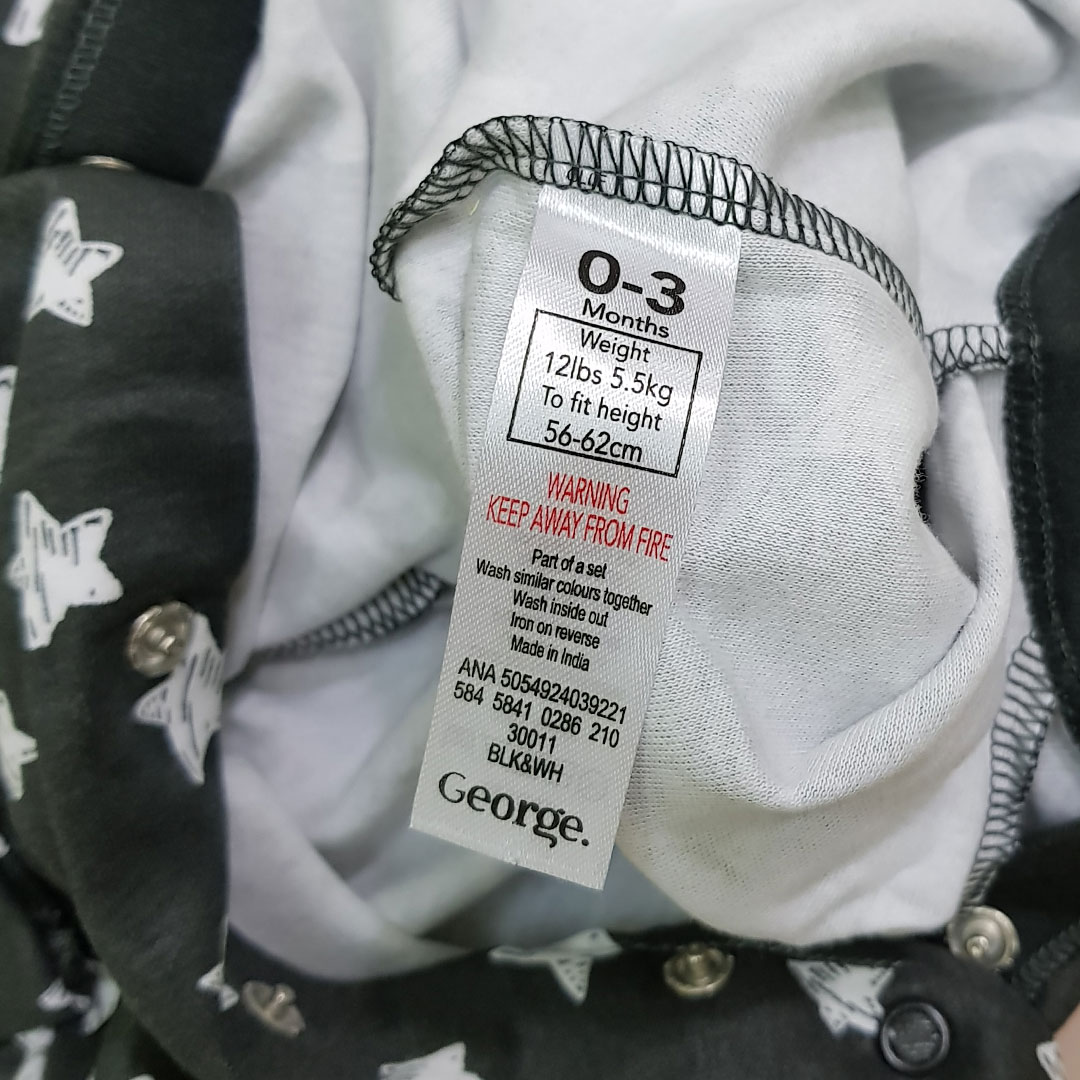 0-3
Months
Weight
12lbs 5.5kg
To fit height
56-62cm
WARNING
KEEP AWAY FROM FIRE
Part of a set
Wash similar colours together
Wash inside out
Iron on reverse
Made in India
ANA 5054924039221
584 5841 0286 210
30011
BLK&WH
George.